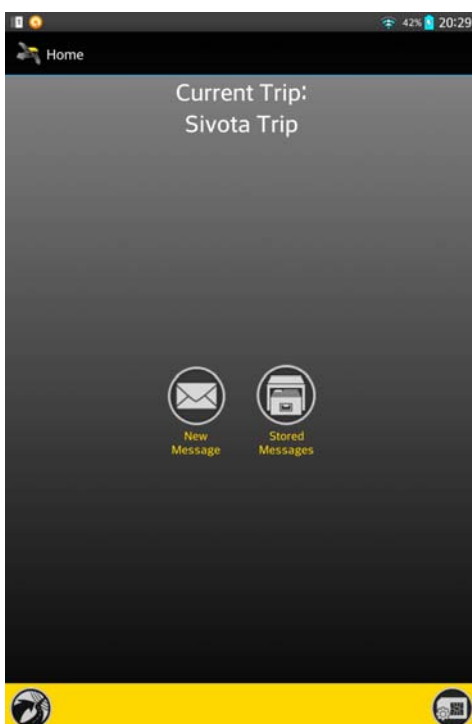 42% 20:29
Home
Current Trip:
Sivota Trip
New
Message
Stored
Messages